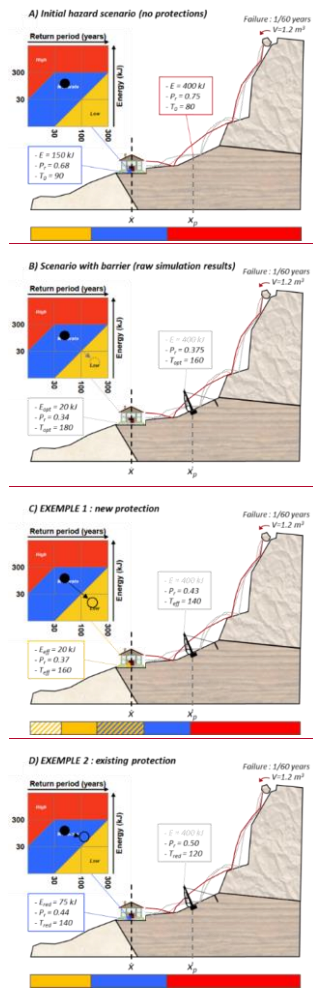 A) Initial hazard scenario (no protections)
Return period (years)
Failure : 1/60 years
V=1.2 m³
High
300
Low
30
100
300
Energy (kJ)
- E = 400 kJ
- Pr = 0.75
- T0 = 80
- E = 150 kJ
- Pr = 0.68
- T0 = 90
x
xp
B) Scenario with barrier (raw simulation results)
Return period (years)
Failure : 1/60 years
V=1.2 m³
High
300
Low
30
100
300
Energy (kJ)
- E = 400 kJ
- Pr = 0.375
- Topt = 160
- Eopt = 20 kJ
- Pr = 0.34
- Topt = 180
x
xp
C) EXEMPLE 1 : new protection
Return period (years)
Failure : 1/60 years
V=1.2 m³
High
300
Low
30
100
300
Energy (kJ)
- E = 400 kJ
- Pr = 0.43
- Teff = 140
- Eeff = 20 kJ
- Pr = 0.37
- Teff = 160
x
xp
D) EXEMPLE 2 : existing protection
Return period (years)
Failure : 1/60 years
V=1.2 m³
High
300
Low
30
100
300
Energy (kJ)
- E = 400 kJ
- Pr = 0.50
- Tred = 120
- Ered = 75 kJ
- Pr = 0.44
- Tred = 140
x
xp